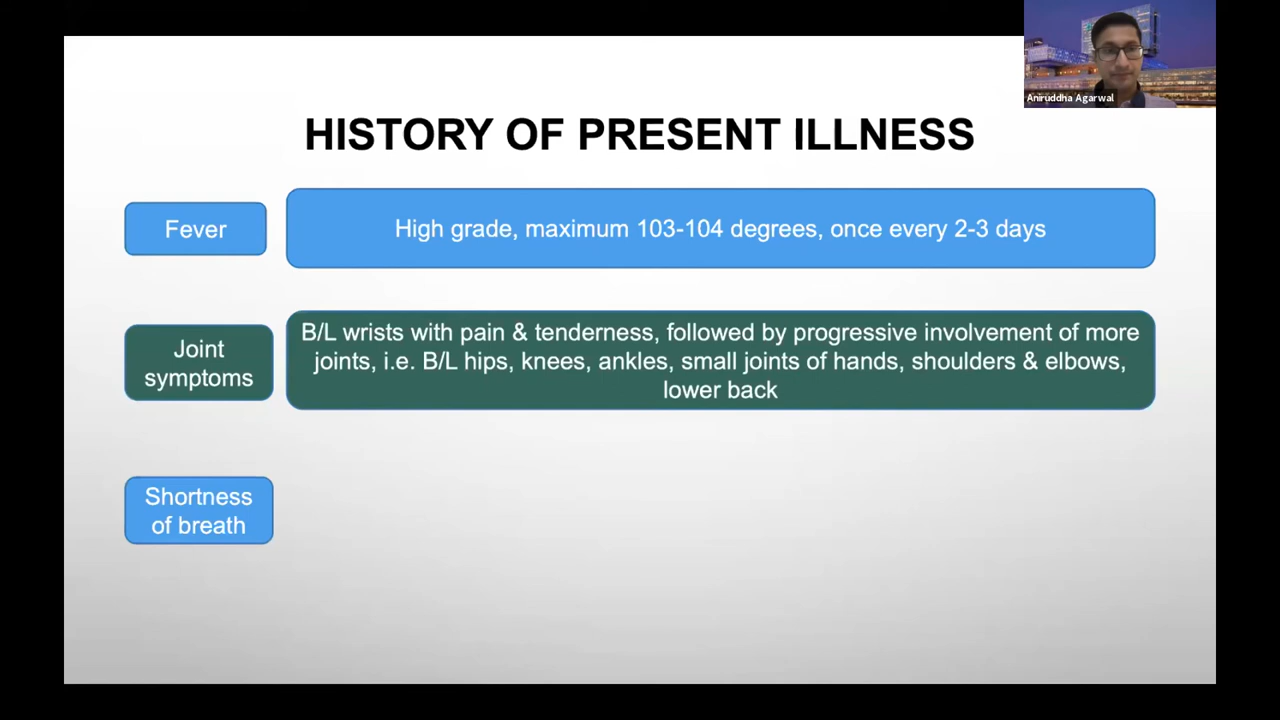 Aniruddha Agarwal
HISTORY OF PRESENT ILLNESS
Fever
High grade, maximum 103-104 degrees, once every 2-3 days
Joint
symptoms
B/L wrists with pain & tenderness, followed by progressive involvement of more
joints, i.e. B/L hips, knees, ankles, small joints of hands, shoulders & elbows,
lower back
Shortness
of breath